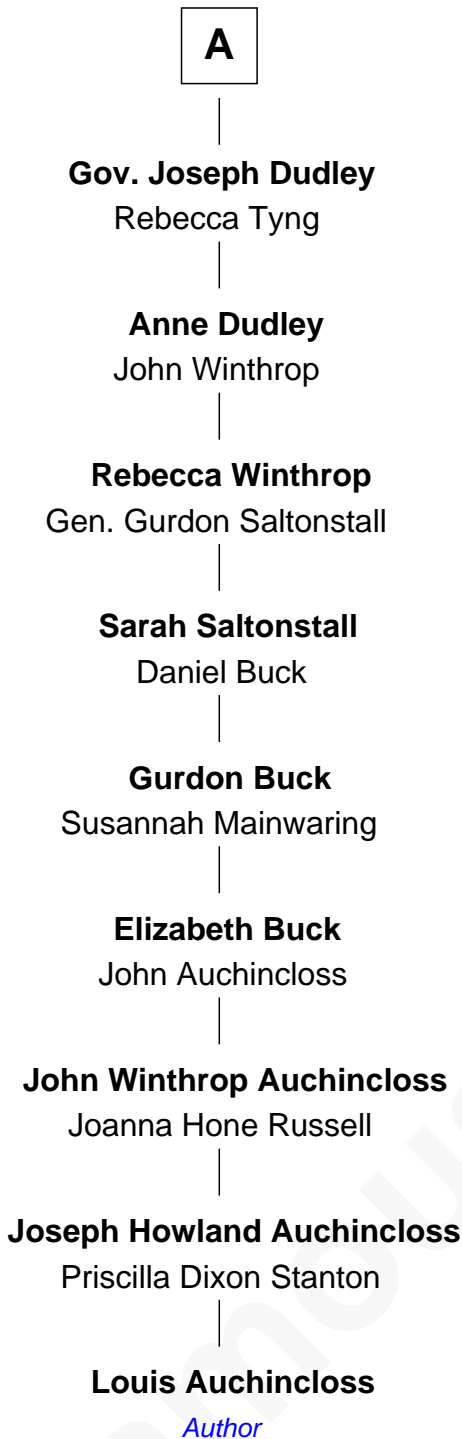 A
Gov. Joseph Dudley
Rebecca Tyng
Anne Dudley
John Winthrop
Rebecca Winthrop
Gen. Gurdon Saltonstall
Sarah Saltonstall
Daniel Buck
Gurdon Buck
Susannah Mainwaring
Elizabeth Buck
John Auchincloss
John Winthrop Auchincloss
Joanna Hone Russell
Joseph Howland Auchincloss
Priscilla Dixon Stanton
Louis Auchincloss
Author